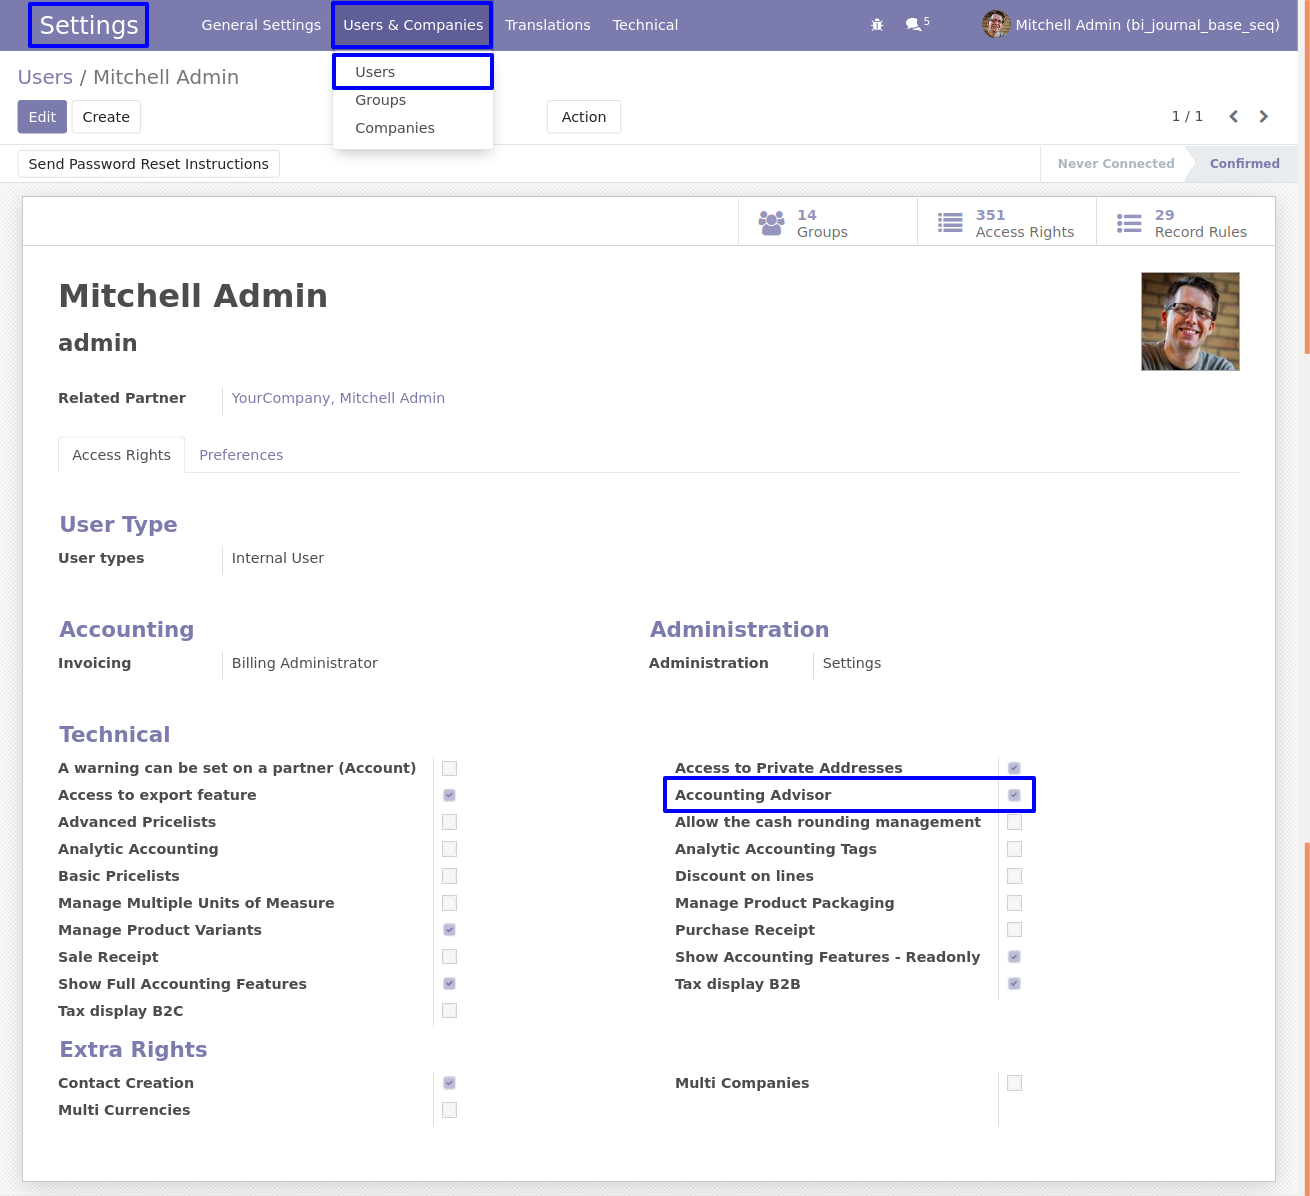 Settings General Settings Users & Companies Translations Technical 5 Mitchell Admin (bi_journal_base_seq)
Users / Mitchell Admin
Users
Groups
Companies
Edit Create Action 1 / 1
Send Password Reset Instructions Never Connected Confirmed
14 Groups 351 Access Rights 29 Record Rules
Mitchell Admin
admin
Related Partner YourCompany, Mitchell Admin
Access Rights Preferences
User Type
User types Internal User
Accounting Administration
Invoicing Billing Administrator Administration Settings
Technical
A warning can be set on a partner (Account) Access to Private Addresses
Access to export feature Accounting Advisor
Advanced Pricelists Allow the cash rounding management
Analytic Accounting Analytic Accounting Tags
Basic Pricelists Discount on lines
Manage Multiple Units of Measure Manage Product Packaging
Manage Product Variants Purchase Receipt
Sale Receipt Show Accounting Features - Readonly
Show Full Accounting Features Tax display B2B
Tax display B2C
Extra Rights
Contact Creation Multi Companies
Multi Currencies